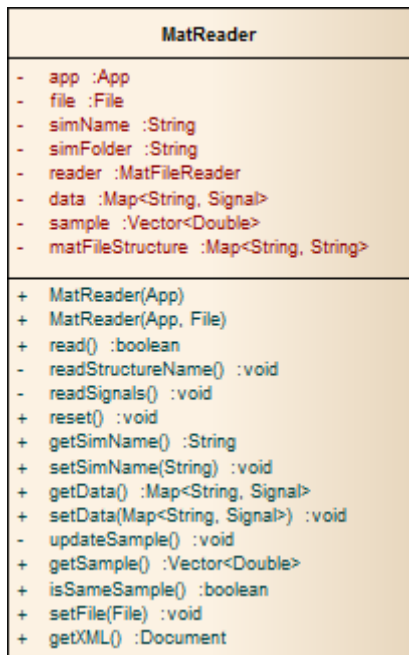 MatReader
- app :App
- file :File
- simName :String
- simFolder :String
- reader :MatFileReader
- data :Map<String, Signal>
- sample :Vector<Double>
- matFileStructure :Map<String, String>
+ MatReader(App)
+ MatReader(App, File)
+ read() :boolean
- readStructureName() :void
- readSignals() :void
+ reset() :void
+ getSimName() :String
+ setSimName(String) :void
+ getData() :Map<String, Signal>
+ setData(Map<String, Signal>) :void
- updateSample() :void
+ getSample() :Vector<Double>
+ isSameSample() :boolean
+ setFile(File) :void
+ getXML() :Document